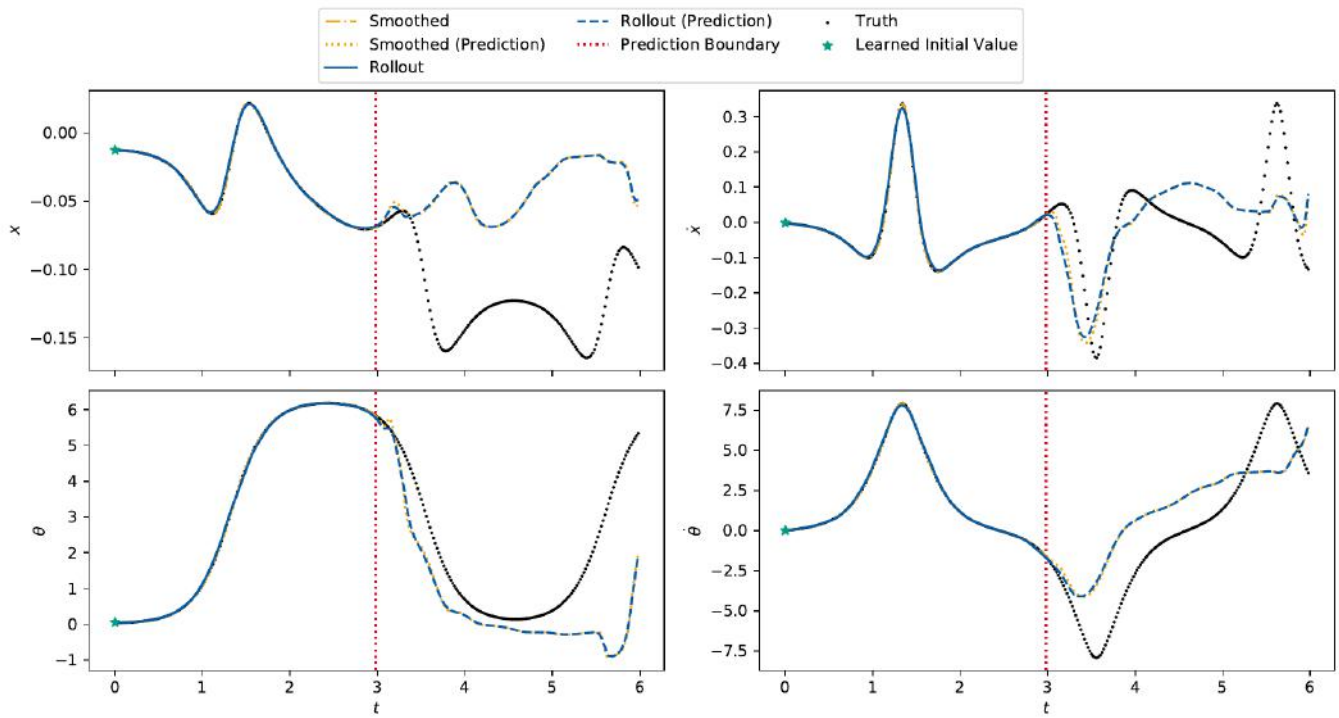 Smoothed
Smoothed (Prediction)
Rollout
Rollout (Prediction)
Prediction Boundary
Truth
Learned Initial Value
0.00
−0.05
−0.10
−0.15
x
0.3
0.2
0.1
0.0
−0.1
−0.2
−0.3
−0.4
ẋ
6
5
4
3
2
1
0
−1
θ
0 1 2 3 4 5 6
t
7.5
5.0
2.5
0.0
−2.5
−5.0
−7.5
θ̇
0 1 2 3 4 5 6
t